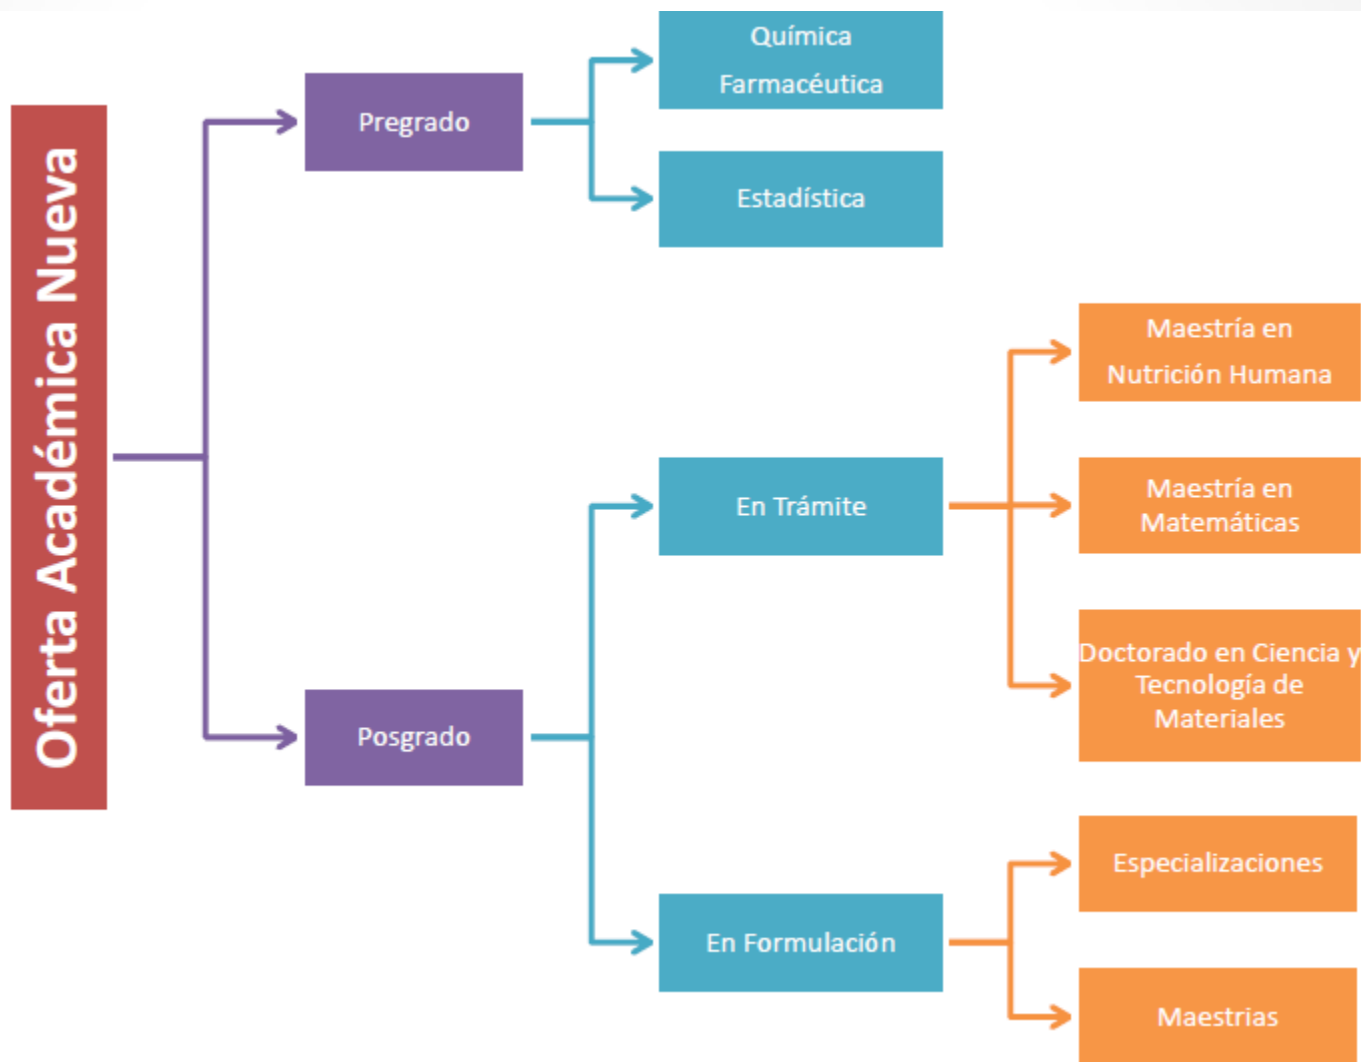 Oferta Académica Nueva
Pregrado
Química
Farmacéutica
Estadística
Posgrado
En Trámite
Maestría en
Nutrición Humana
Maestría en
Matemáticas
Doctorado en Ciencia y
Tecnología de
Materiales
En Formulación
Especializaciones
Maestrias